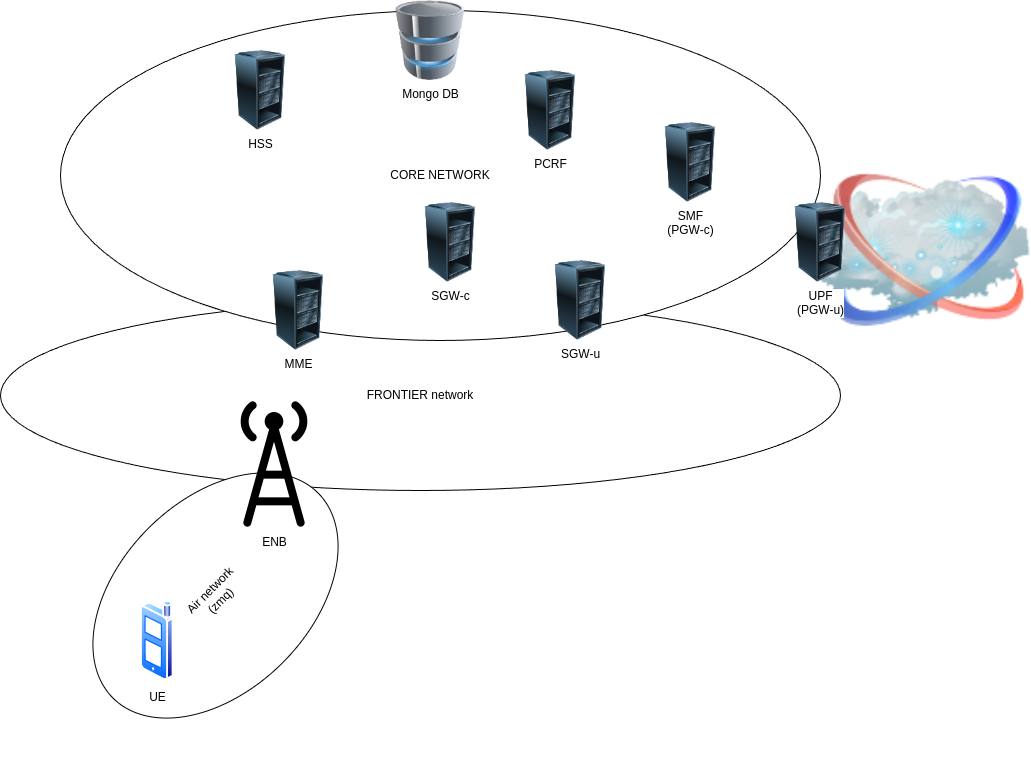 Mongo DB
HSS
PCRF
CORE NETWORK
SMF
(PGW-c)
SGW-c
UPF
(PGW-u)
SGW-u
MME
FRONTIER network
ENB
Air network
(zmq)
UE